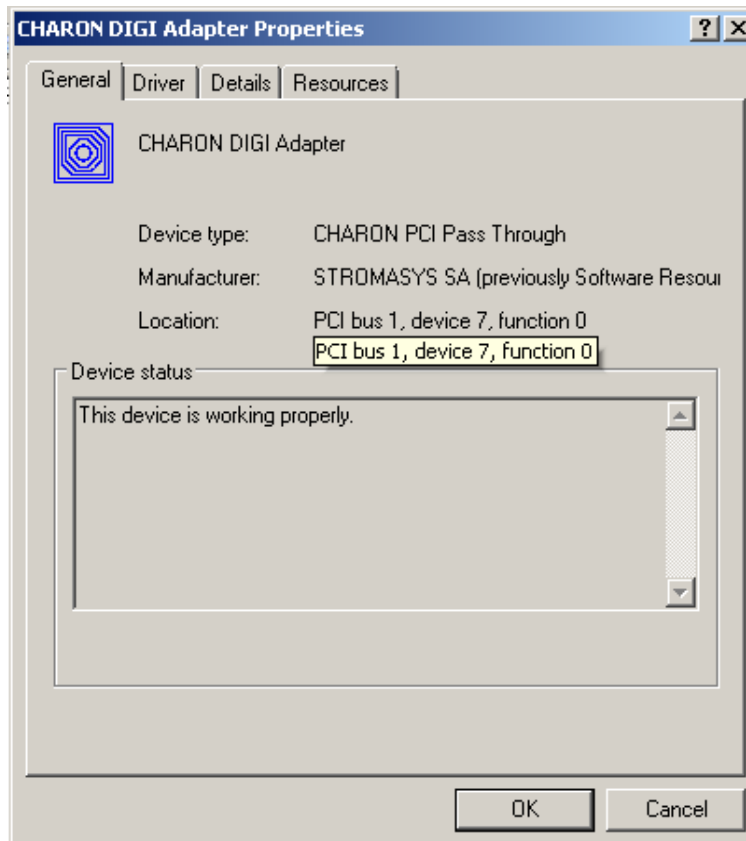 CHARON DIGI Adapter Properties
General Driver Details Resources
CHARON DIGI Adapter
Device type: CHARON PCI Pass Through
Manufacturer: STROMASYS SA (previously Software Resour
Location: PCI bus 1, device 7, function 0
PCI bus 1, device 7, function 0
Device status
This device is working properly.
OK Cancel